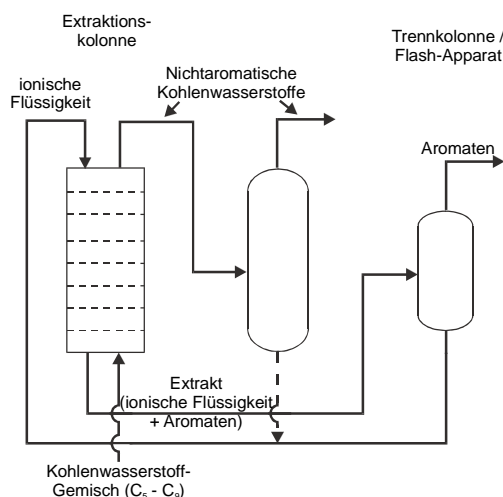 Extraktions-
kolonne
Trennkolonne /
Flash-Apparat
ionische
Flüssigkeit
Nichtaromatische
Kohlenwasserstoffe
Aromaten
Extrakt
(ionische Flüssigkeit
+ Aromaten)
Kohlenwasserstoff-
Gemisch (C₅ - C₉)